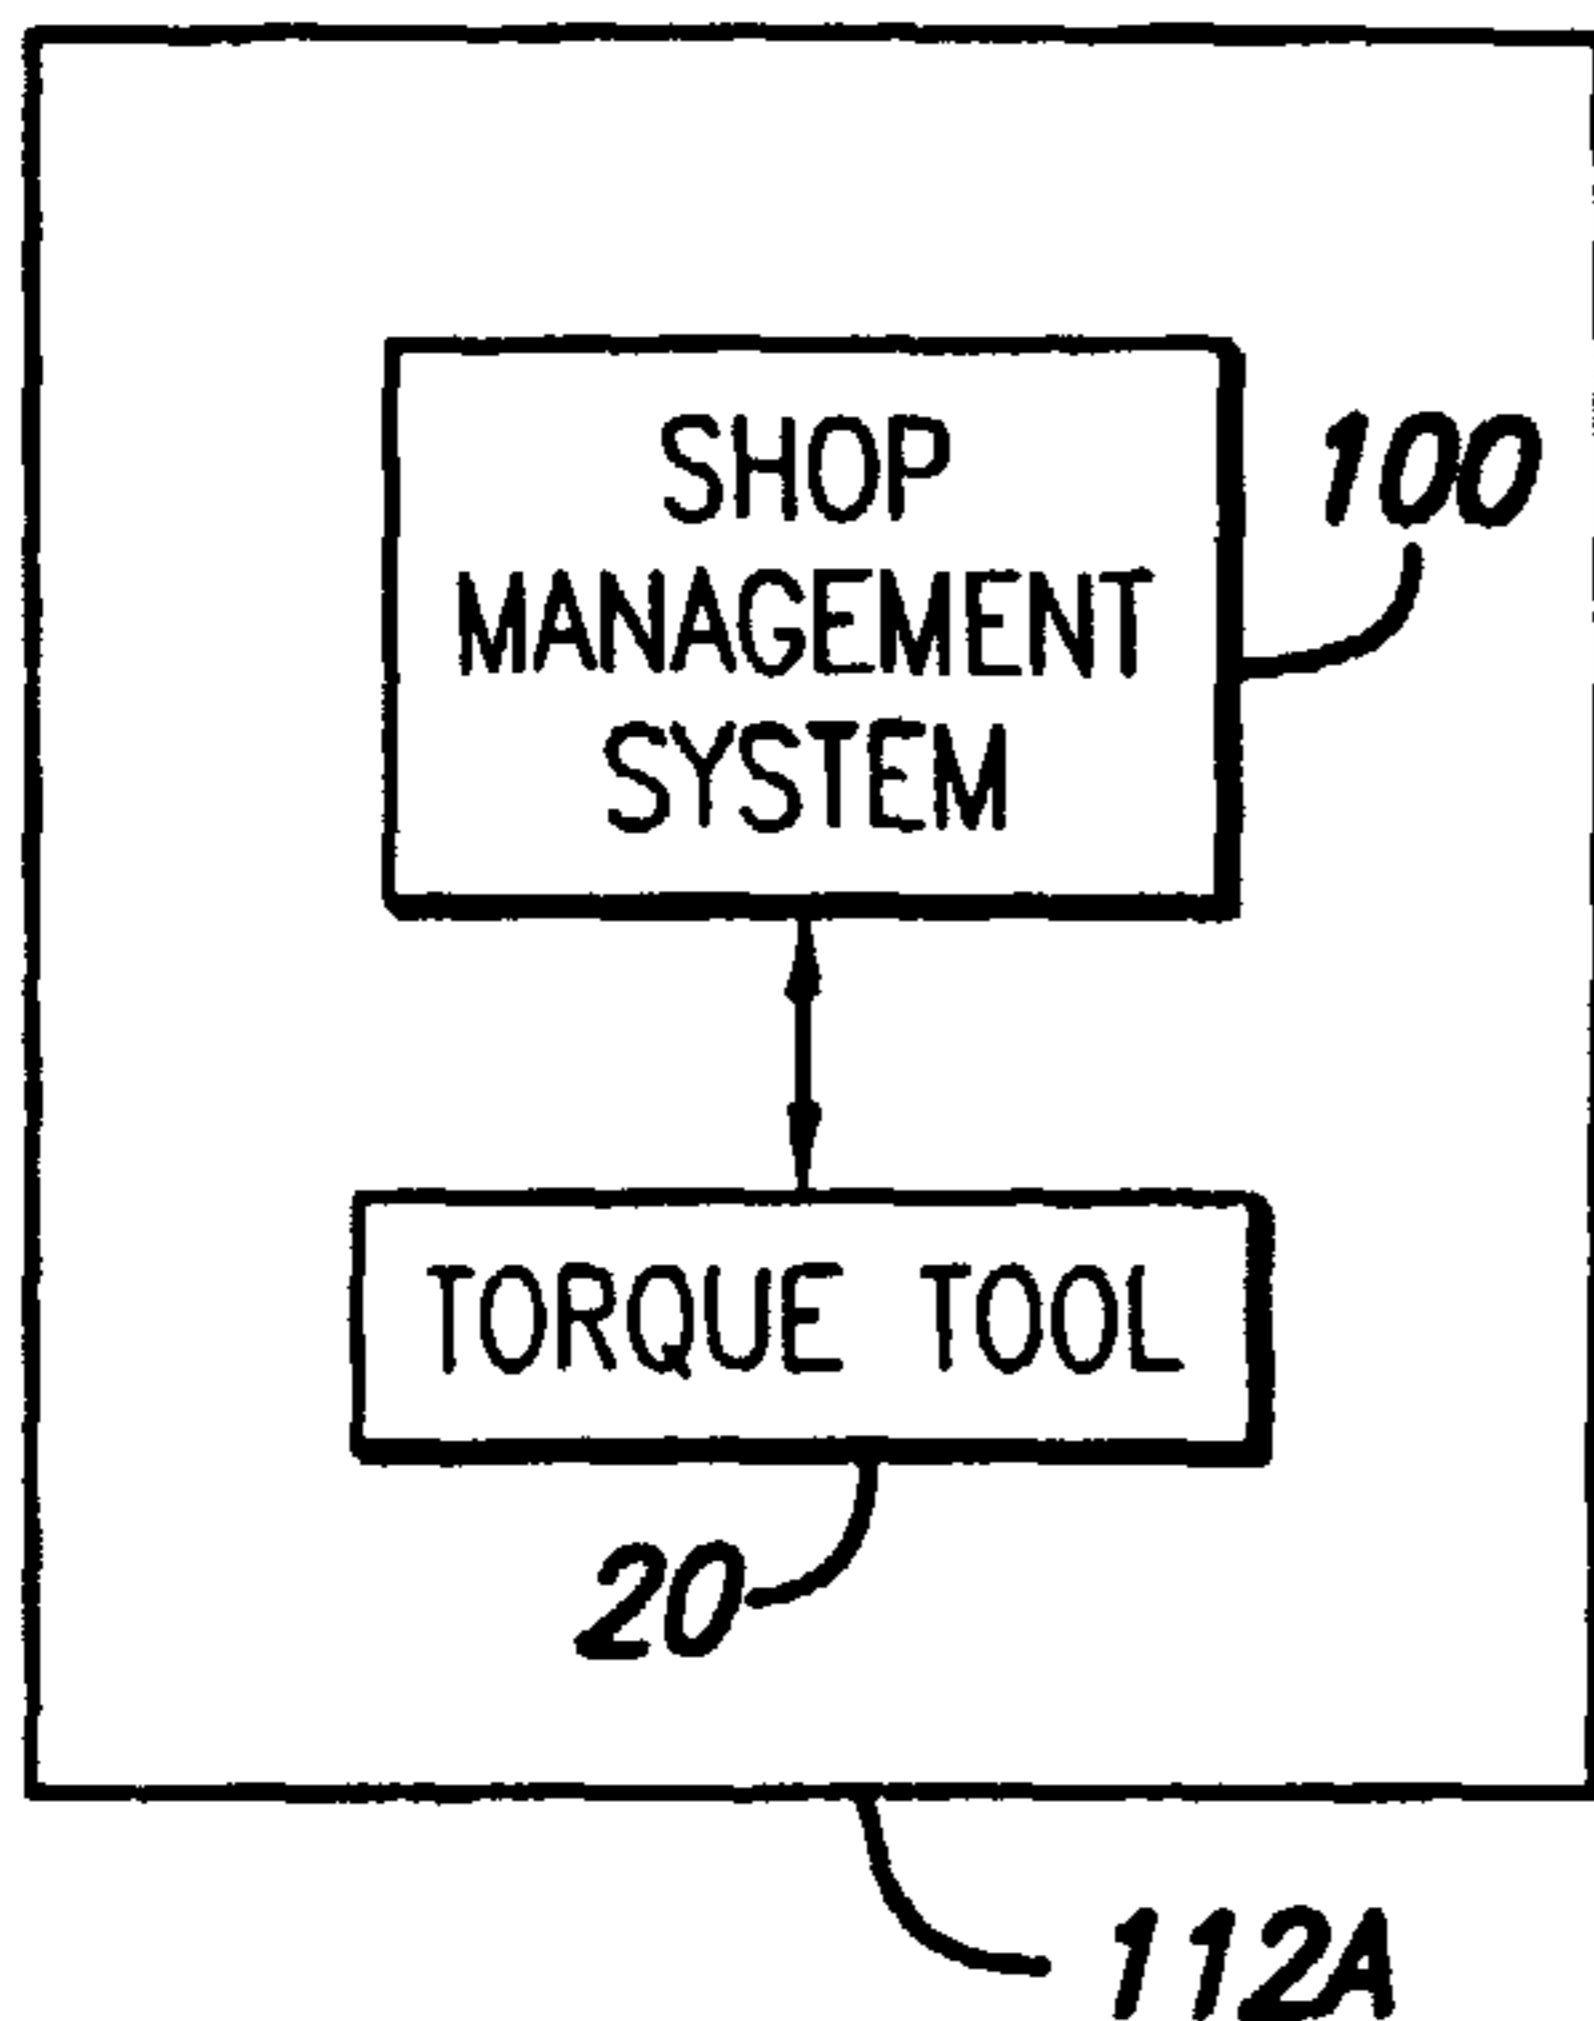 SHOP
MANAGEMENT
SYSTEM
100
TORQUE TOOL
20
112A